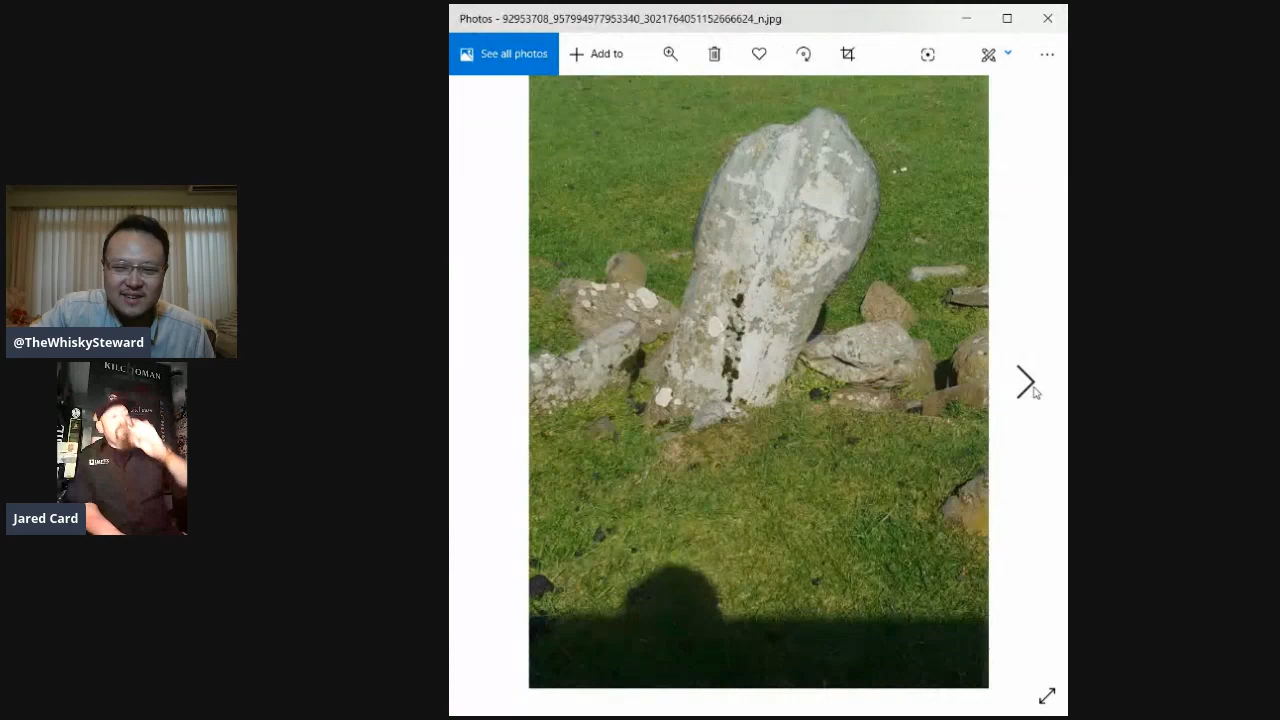 Photos - 92953708_957994977953340_3021764051152666624_n.jpg
See all photos
Add to
@TheWhiskySteward
KILCHOMAN
Jared Card